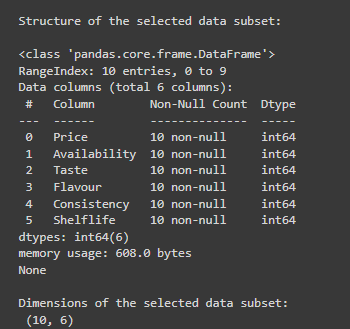 Structure of the selected data subset:
<class 'pandas.core.frame.DataFrame'>
RangeIndex: 10 entries, 0 to 9
Data columns (total 6 columns):
 #   Column        Non-Null Count  Dtype
---  ------        --------------  -----
 0   Price         10 non-null     int64
 1   Availability  10 non-null     int64
 2   Taste         10 non-null     int64
 3   Flavour       10 non-null     int64
 4   Consistency   10 non-null     int64
 5   Shelflife     10 non-null     int64
dtypes: int64(6)
memory usage: 608.0 bytes
None
Dimensions of the selected data subset:
 (10, 6)